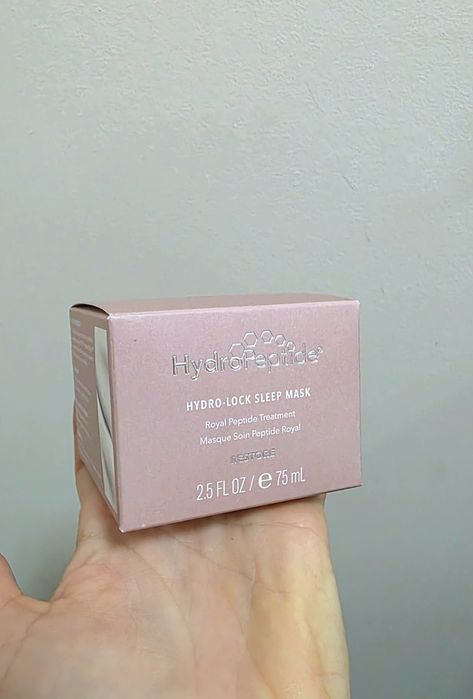 HydroPeptide®
HYDRO-LOCK SLEEP MASK
Royal Peptide Treatment
Masque Soin Peptide Royal
RESTORE
2.5 FL OZ / ℮ 75 mL